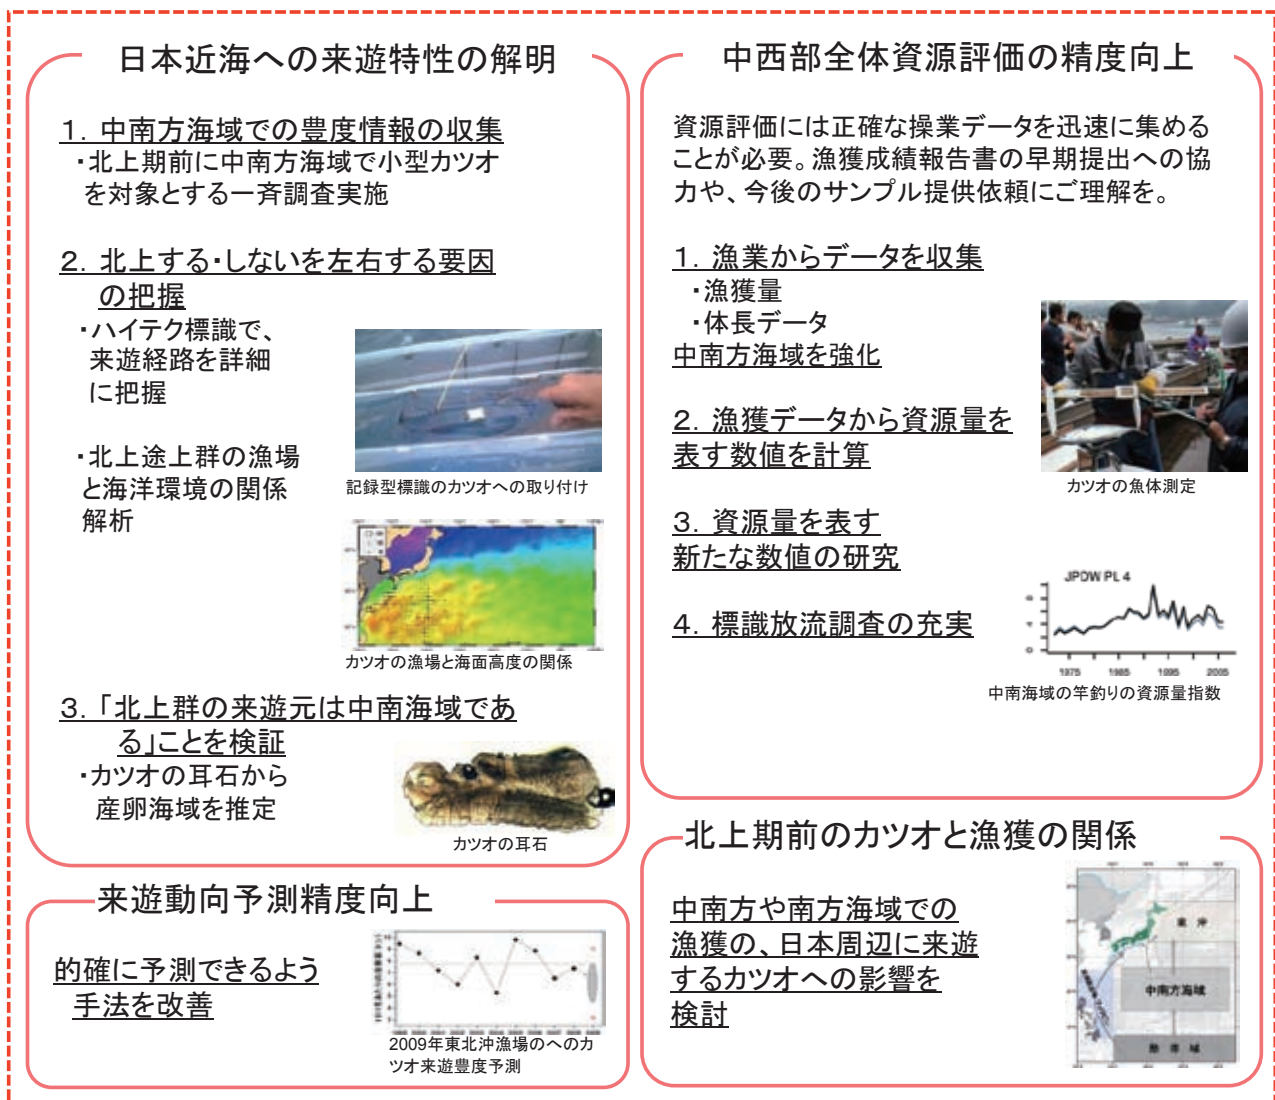 日本近海への来遊特性の解明
1．中南方海域での豊度情報の収集
・北上期前に中南方海域で小型カツオ
を対象とする一斉調査実施
2．北上する・しないを左右する要因
の把握
・ハイテク標識で、
来遊経路を詳細
に把握
記録型標識のカツオへの取り付け
・北上途上群の漁場
と海洋環境の関係
解析
カツオの漁場と海面高度の関係
3．「北上群の来遊元は中南海域であ
る」ことを検証
・カツオの耳石から
産卵海域を推定
カツオの耳石
来遊動向予測精度向上
的確に予測できるよう
手法を改善
2009年東北沖漁場のへのカ
ツオ来遊豊度予測
中西部全体資源評価の精度向上
資源評価には正確な操業データを迅速に集める
ことが必要。漁獲成績報告書の早期提出への協
力や、今後のサンプル提供依頼にご理解を。
1．漁業からデータを収集
・漁獲量
・体長データ
中南方海域を強化
カツオの魚体測定
2．漁獲データから資源量を
表す数値を計算
3．資源量を表す
新たな数値の研究
4．標識放流調査の充実
JPDW PL 4
1975 1985 1995 2005
中南海域の竿釣りの資源量指数
北上期前のカツオと漁獲の関係
中南方や南方海域での
漁獲の、日本周辺に来遊
するカツオへの影響を
検討
東 沖
中南方海域
熱 帯 域